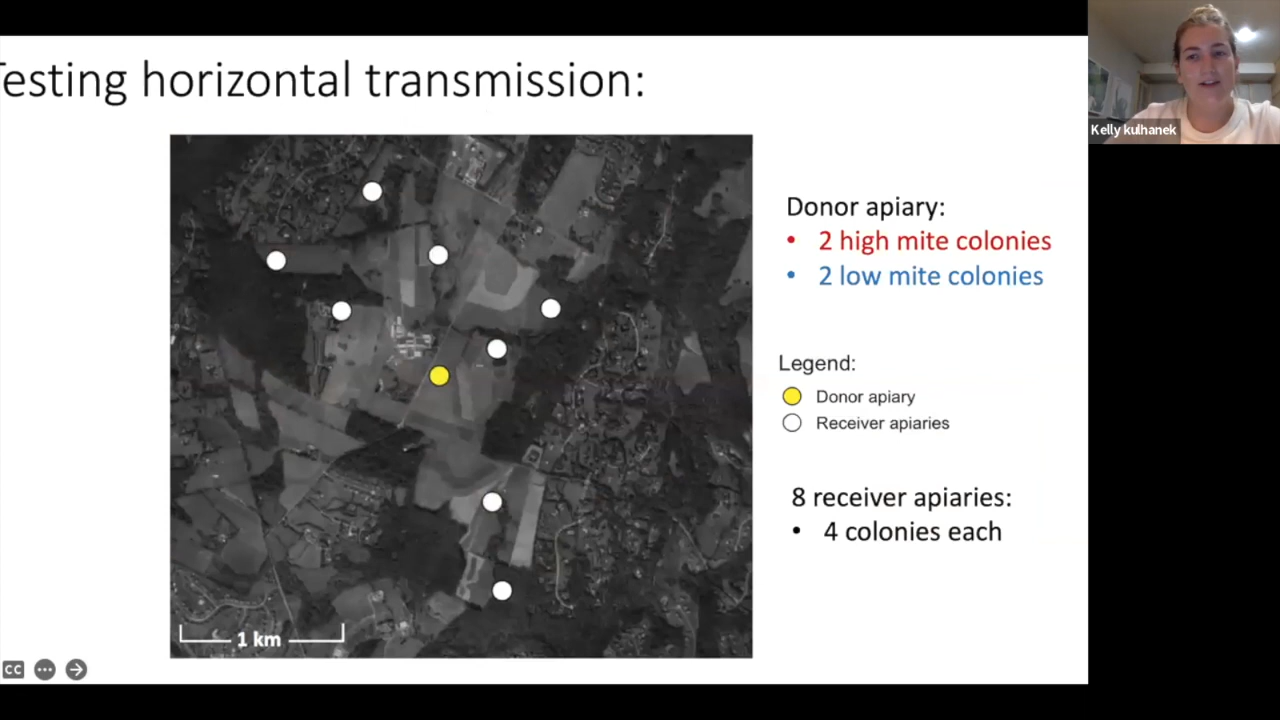 Testing horizontal transmission:
Kelly kulhanek
Donor apiary:
• 2 high mite colonies
• 2 low mite colonies
Legend:
Donor apiary
Receiver apiaries
8 receiver apiaries:
• 4 colonies each
1 km
CC